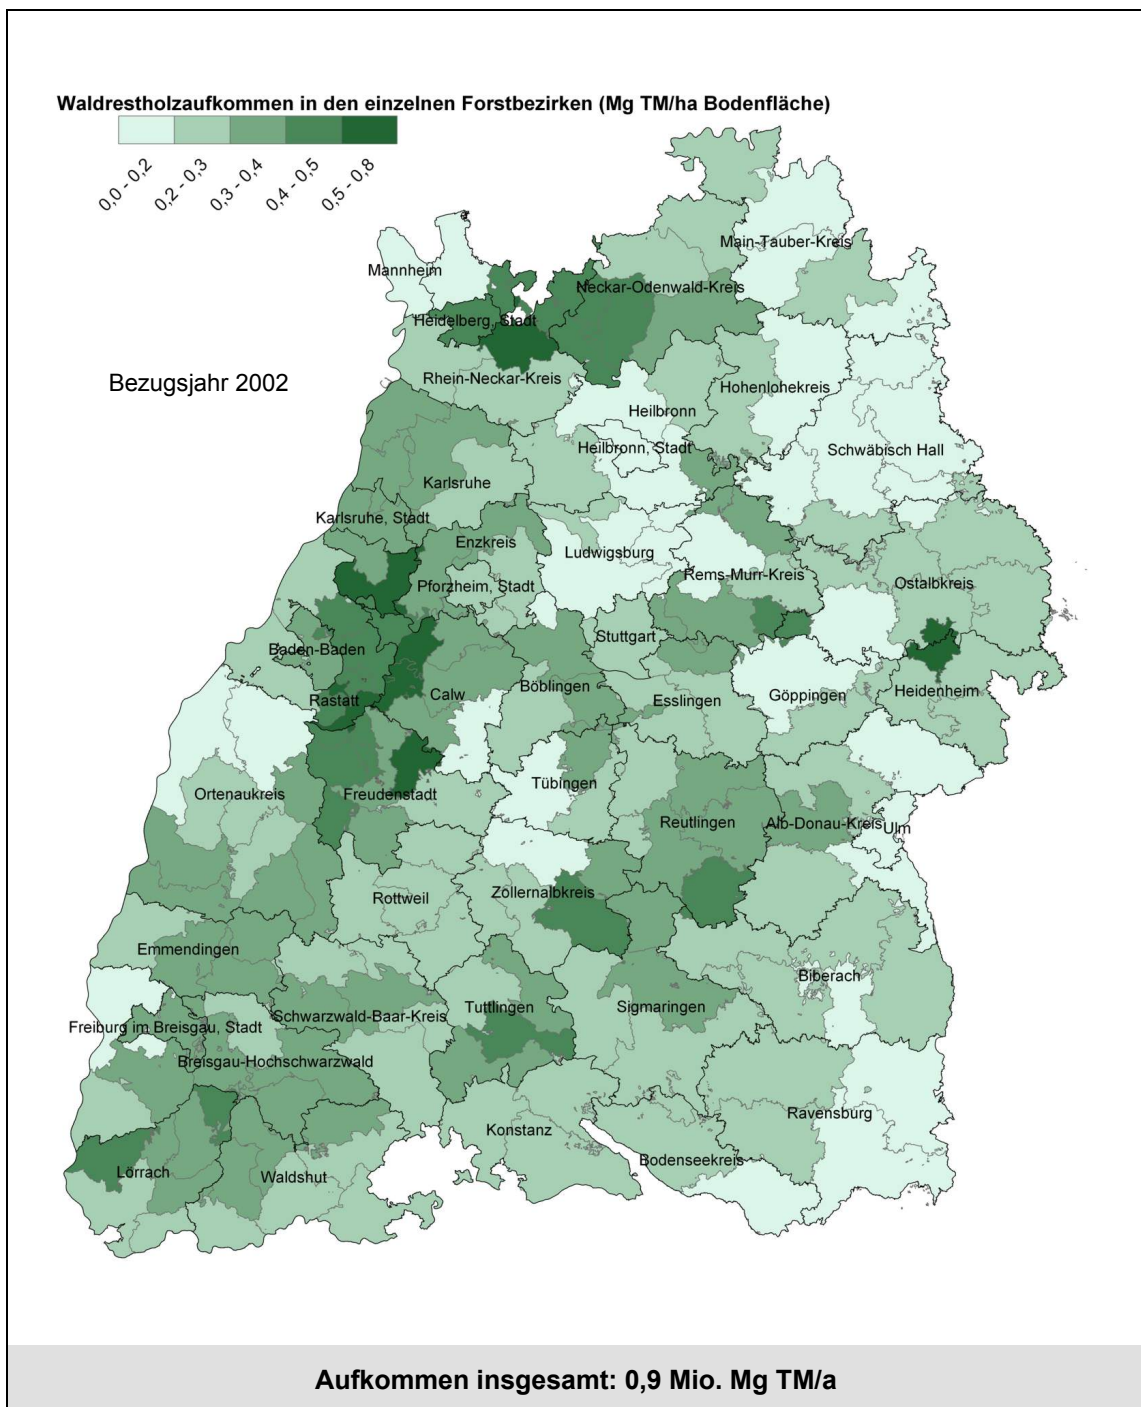 Waldrestholzaufkommen in den einzelnen Forstbezirken (Mg TM/ha Bodenfläche)
0,0 - 0,2
0,2 - 0,3
0,3 - 0,4
0,4 - 0,5
0,5 - 0,8
Main-Tauber-Kreis
Mannheim
Neckar-Odenwald-Kreis
Heidelberg, Stadt
Bezugsjahr 2002
Rhein-Neckar-Kreis
Hohenlohekreis
Heilbronn
Heilbronn, Stadt
Schwäbisch Hall
Karlsruhe
Karlsruhe, Stadt
Enzkreis
Ludwigsburg
Rems-Murr-Kreis
Pforzheim, Stadt
Ostalbkreis
Stuttgart
Baden-Baden
Böblingen
Calw
Rastatt
Esslingen
Göppingen
Heidenheim
Tübingen
Ortenaukreis
Freudenstadt
Reutlingen
Alb-Donau-Kreis
Ulm
Rottweil
Zöllernalbkreis
Emmendingen
Biberach
Tuttlingen
Sigmaringen
Schwarzwald-Baar-Kreis
Freiburg im Breisgau, Stadt
Breisgau-Hochschwarzwald
Ravensburg
Konstanz
Bodenseekreis
Lörrach
Waldshut
Aufkommen insgesamt: 0,9 Mio. Mg TM/a